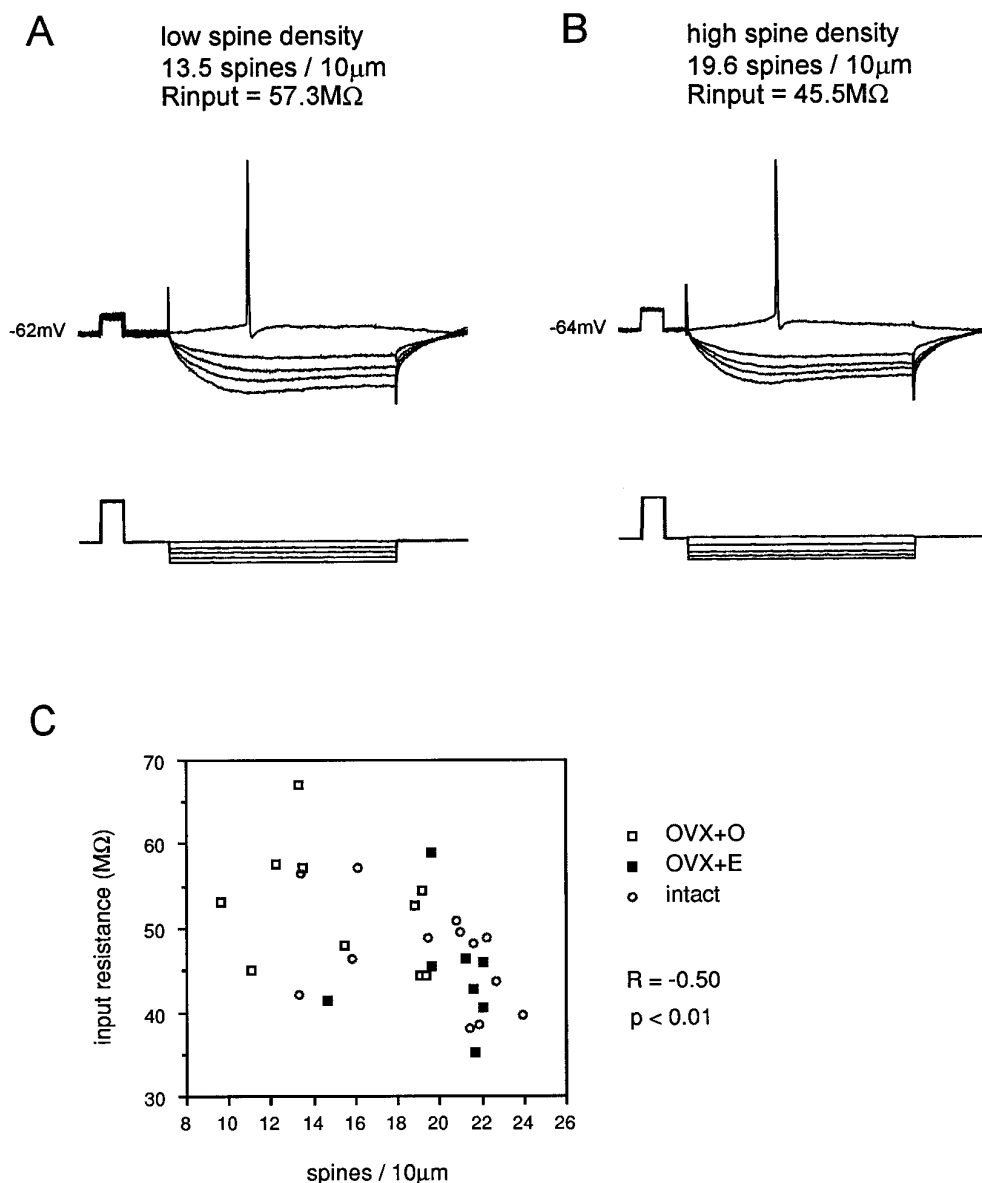 A
low spine density
13.5 spines / 10μm
Rinput = 57.3MΩ
B
high spine density
19.6 spines / 10μm
Rinput = 45.5MΩ
-62mV
-64mV
C
input resistance (MΩ)
70
60
50
40
30
8 10 12 14 16 18 20 22 24 26
spines / 10μm
OVX+O
OVX+E
intact
R = -0.50
p < 0.01